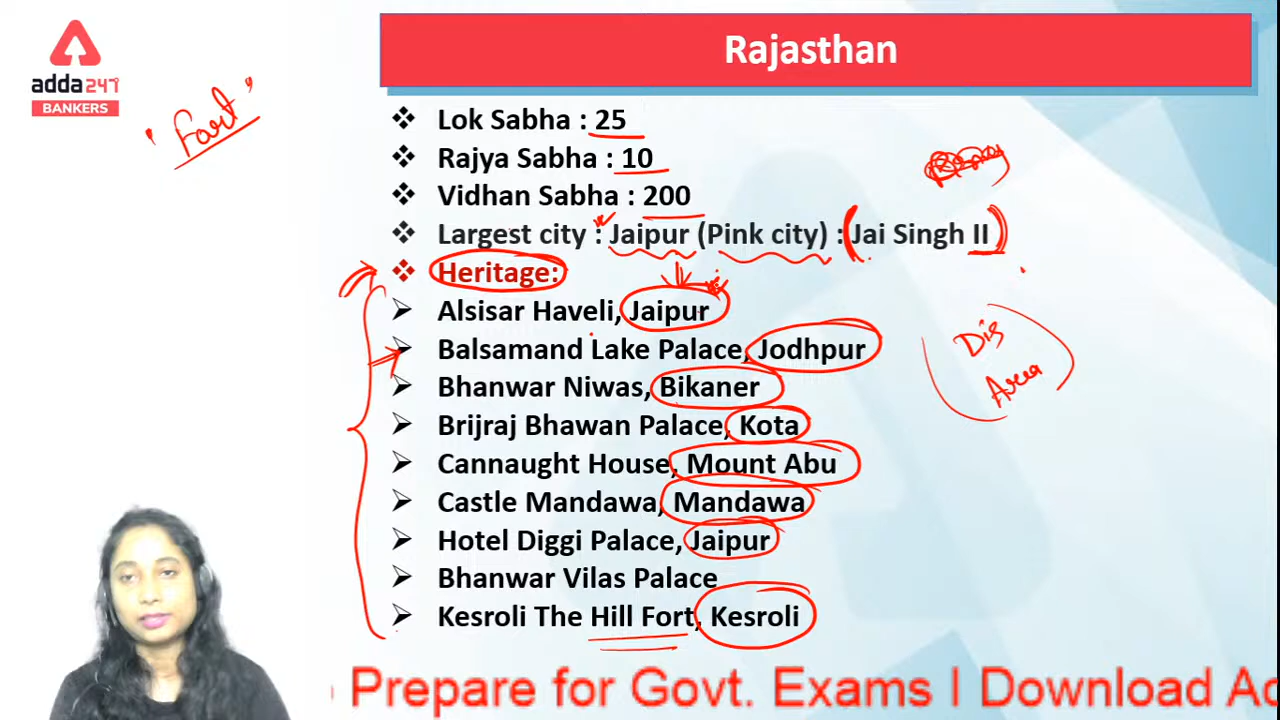 Rajasthan
adda247
BANKERS
" Fort "
❖ Lok Sabha : 25
❖ Rajya Sabha : 10
❖ Vidhan Sabha : 200
❖ Largest city : Jaipur (Pink city) : Jai Singh II
❖ Heritage:
➢ Alsisar Haveli, Jaipur
➢ Balsamand Lake Palace, Jodhpur
➢ Bhanwar Niwas, Bikaner
➢ Brijraj Bhawan Palace, Kota
➢ Cannaught House, Mount Abu
➢ Castle Mandawa, Mandawa
➢ Hotel Diggi Palace, Jaipur
➢ Bhanwar Vilas Palace
➢ Kesroli The Hill Fort, Kesroli
Dis
Area
Prepare for Govt. Exams I Download Ad